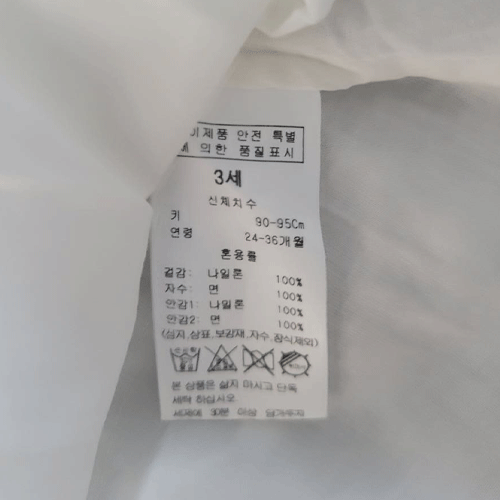 이제품 안전 특별
에 의한 품질표시
3세
신체치수
키 90-95Cm
연령 24-36개월
혼용률
겉감: 나일론 100%
자수: 면 100%
안감1: 나일론 100%
안감2: 면 100%
(심지,상표,보강재,자수,장식제외)
본 상품은 삶지 마시고 단독
세탁 하십시오
세제에 30분 이상 담가두지